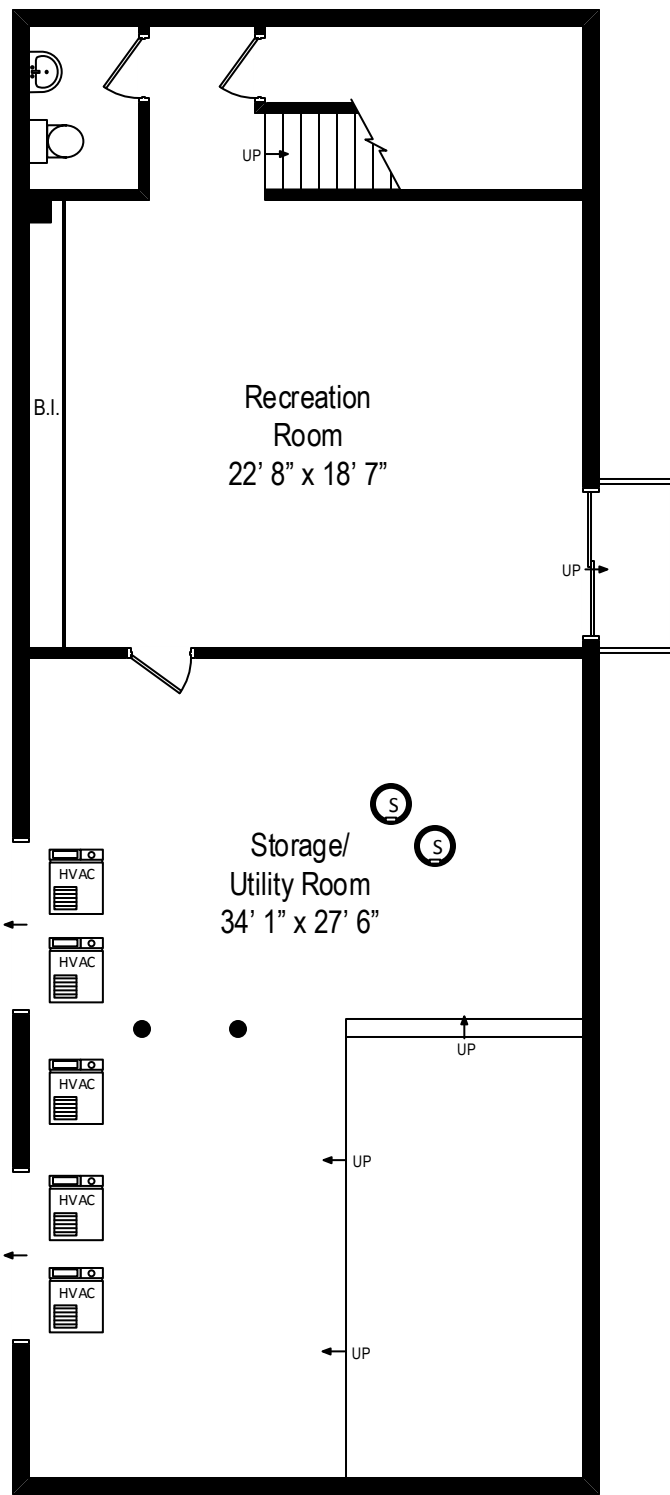 UP
B.I.
Recreation
Room
22’ 8” x 18’ 7”
UP
S
S
Storage/
Utility Room
34’ 1” x 27’ 6”
HVAC
HVAC
UP
HVAC
UP
HVAC
HVAC
UP